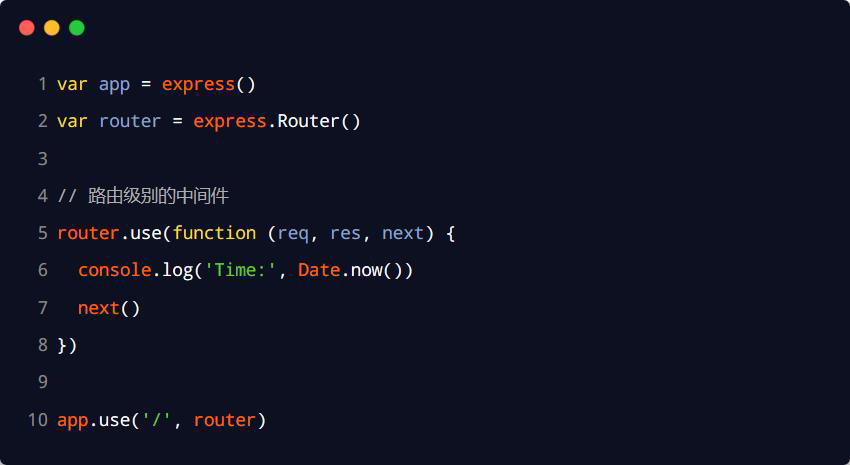 1 var app = express()
2 var router = express.Router()
3
4 // 路由级别的中间件
5 router.use(function (req, res, next) {
6   console.log('Time:', Date.now())
7   next()
8 })
9
10 app.use('/', router)